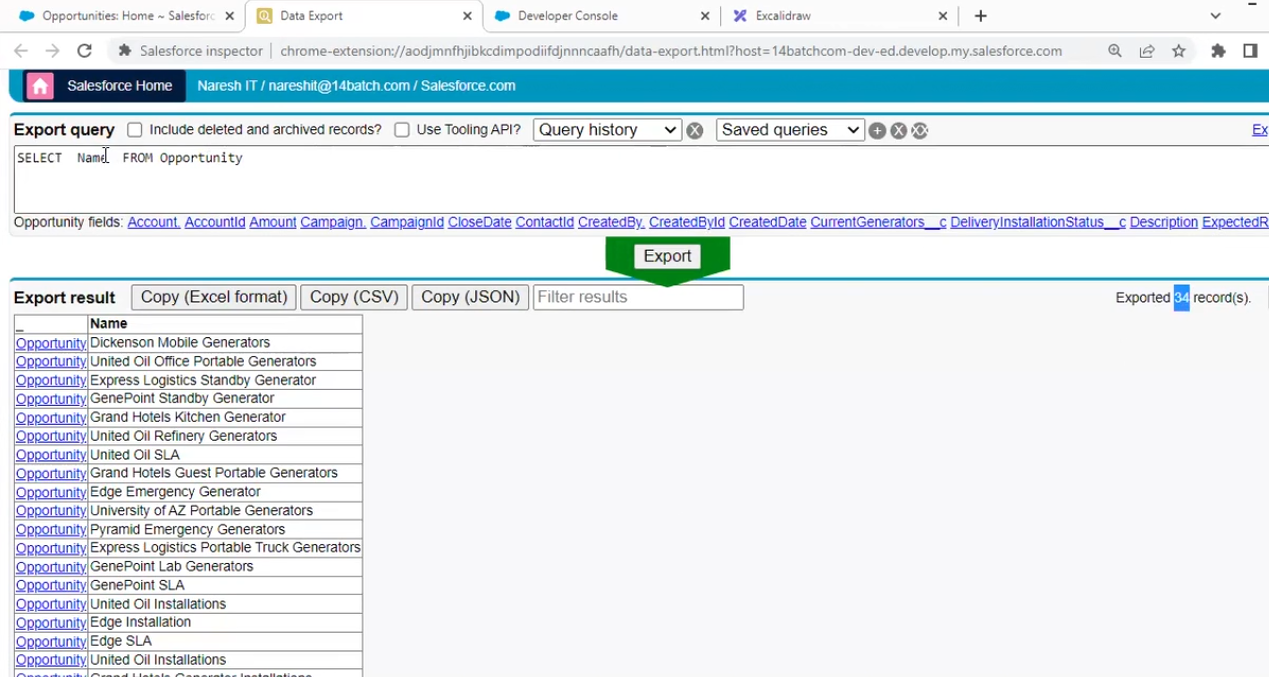 Opportunities: Home ~ Salesforc
Data Export
Developer Console
Excalidraw
Salesforce inspector
chrome-extension://aodjmnfhjibkcdimpodiifdjnnncaafh/data-export.html?host=14batchcom-dev-ed.develop.my.salesforce.com
Salesforce Home
Naresh IT / nareshit@14batch.com / Salesforce.com
Export query Include deleted and archived records? Use Tooling API? Query history Saved queries Ex
SELECT Name FROM Opportunity
Opportunity fields: Account. AccountId Amount Campaign. CampaignId CloseDate ContactId CreatedBy. CreatedById CreatedDate CurrentGenerators__c DeliveryInstallationStatus__c Description ExpectedR
Export
Export result Copy (Excel format) Copy (CSV) Copy (JSON) Filter results Exported 34 record(s).
_ Name
Opportunity Dickenson Mobile Generators
Opportunity United Oil Office Portable Generators
Opportunity Express Logistics Standby Generator
Opportunity GenePoint Standby Generator
Opportunity Grand Hotels Kitchen Generator
Opportunity United Oil Refinery Generators
Opportunity United Oil SLA
Opportunity Grand Hotels Guest Portable Generators
Opportunity Edge Emergency Generator
Opportunity University of AZ Portable Generators
Opportunity Pyramid Emergency Generators
Opportunity Express Logistics Portable Truck Generators
Opportunity GenePoint Lab Generators
Opportunity GenePoint SLA
Opportunity United Oil Installations
Opportunity Edge Installation
Opportunity Edge SLA
Opportunity United Oil Installations
Opportunity Grand Hotels Generator Installations